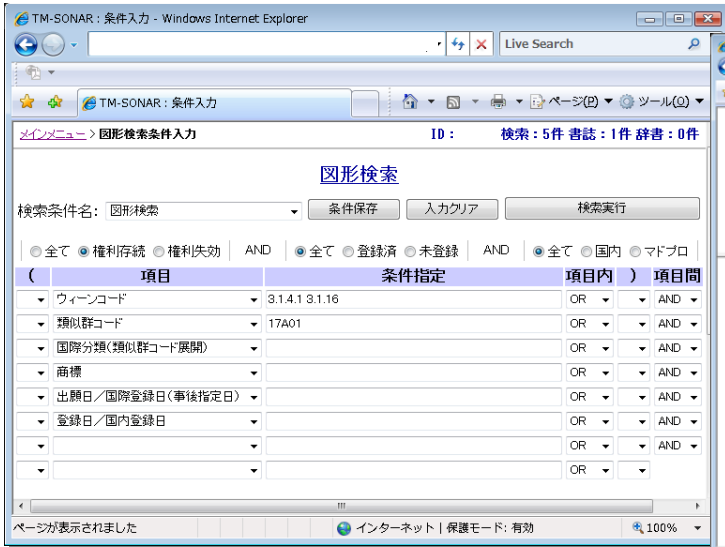 TM-SONAR : 条件入力 - Windows Internet Explorer
Live Search
TM-SONAR : 条件入力
ページ(P) ツール(O)
メインメニュー > 図形検索条件入力 ID : 検索:5件 書誌:1件 辞書:0件
図形検索
検索条件名: 図形検索 条件保存 入力クリア 検索実行
全て 権利存続 権利失効 AND 全て 登録済 未登録 AND 全て 国内 マドプロ
( 項目 条件指定 項目内 ) 項目間
ウィーンコード 3.1.4.1 3.1.16 OR AND
類似群コード 17A01 OR AND
国際分類(類似群コード展開) OR AND
商標 OR AND
出願日/国際登録日(事後指定日) OR AND
登録日/国内登録日 OR AND
OR AND
OR
ページが表示されました インターネット | 保護モード: 有効 100%